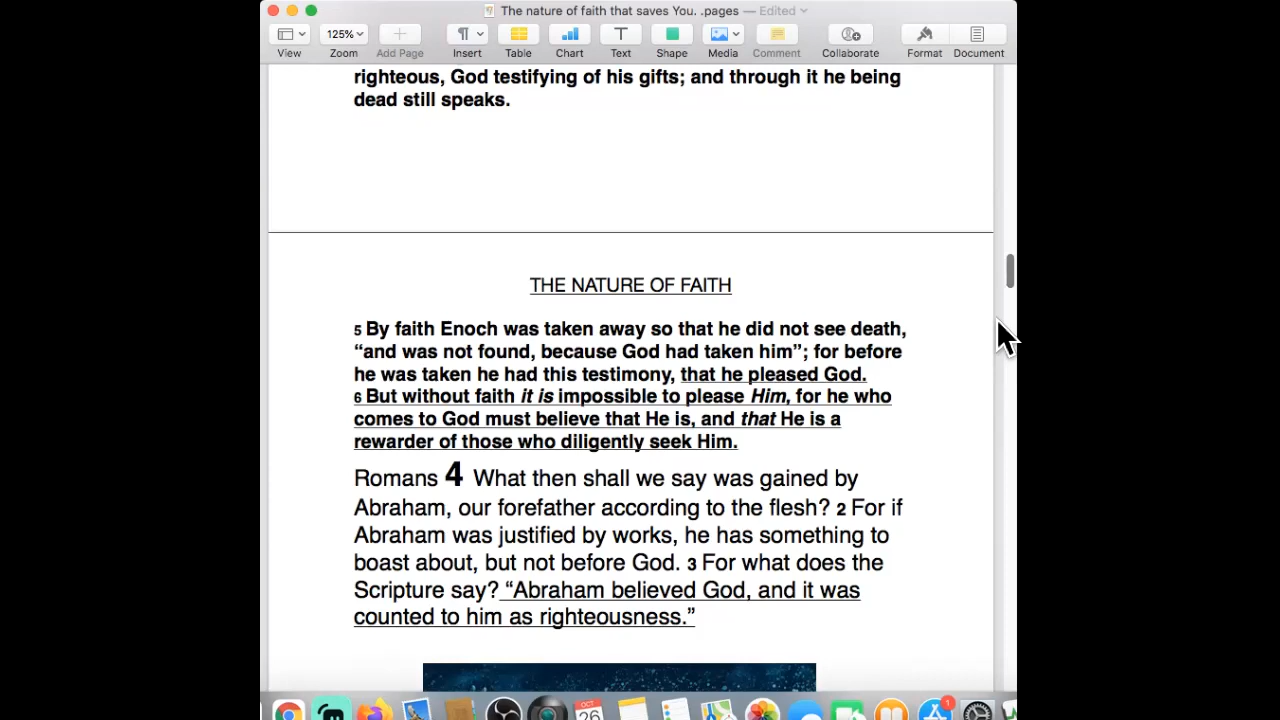 The nature of faith that saves You. .pages — Edited
125%
View Zoom Add Page Insert Table Chart Text Shape Media Comment Collaborate Format Document
righteous, God testifying of his gifts; and through it he being
dead still speaks.
THE NATURE OF FAITH
5 By faith Enoch was taken away so that he did not see death,
“and was not found, because God had taken him”; for before
he was taken he had this testimony, that he pleased God.
6 But without faith it is impossible to please Him, for he who
comes to God must believe that He is, and that He is a
rewarder of those who diligently seek Him.
Romans 4 What then shall we say was gained by
Abraham, our forefather according to the flesh? 2 For if
Abraham was justified by works, he has something to
boast about, but not before God. 3 For what does the
Scripture say? “Abraham believed God, and it was
counted to him as righteousness.”
OCT
26
1